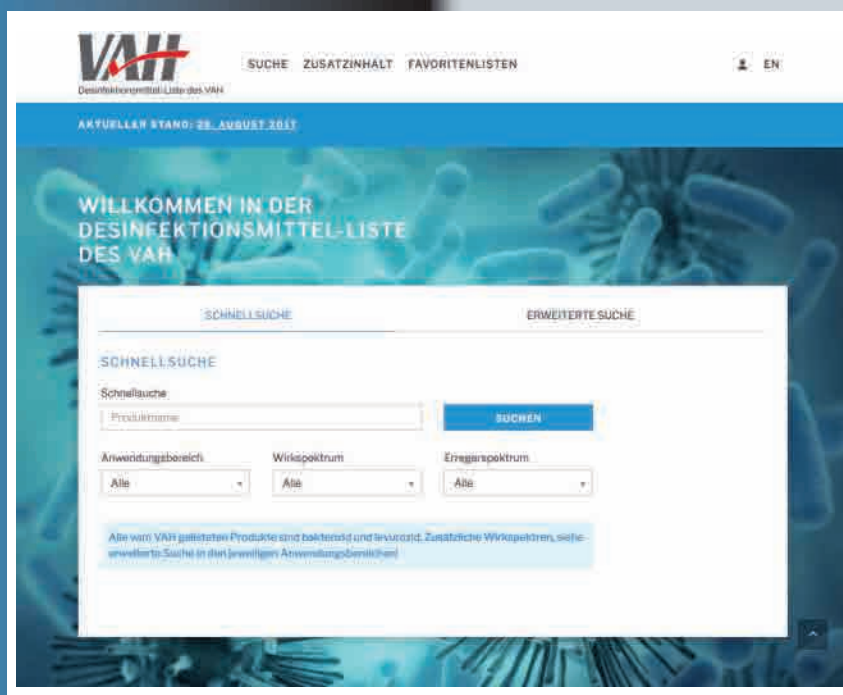 VAH
Desinfektionsmittel-Liste des VAH
SUCHE ZUSATZINHALT FAVORITENLISTEN
EN
AKTUELLER STAND: 28. AUGUST 2017
WILLKOMMEN IN DER
DESINFEKTIONSMITTEL-LISTE
DES VAH
SCHNELLSUCHE ERWEITERTE SUCHE
SCHNELLSUCHE
Schnellsuche
Produktname
SUCHEN
Anwendungsbereich Wirkspektrum Erregerspektrum
Alle Alle Alle
Alle vom VAH gelisteten Produkte sind bakterizid und levurozid. Zusätzliche Wirkspektren, siehe
erweiterte Suche in den jeweiligen Anwendungsbereichen!